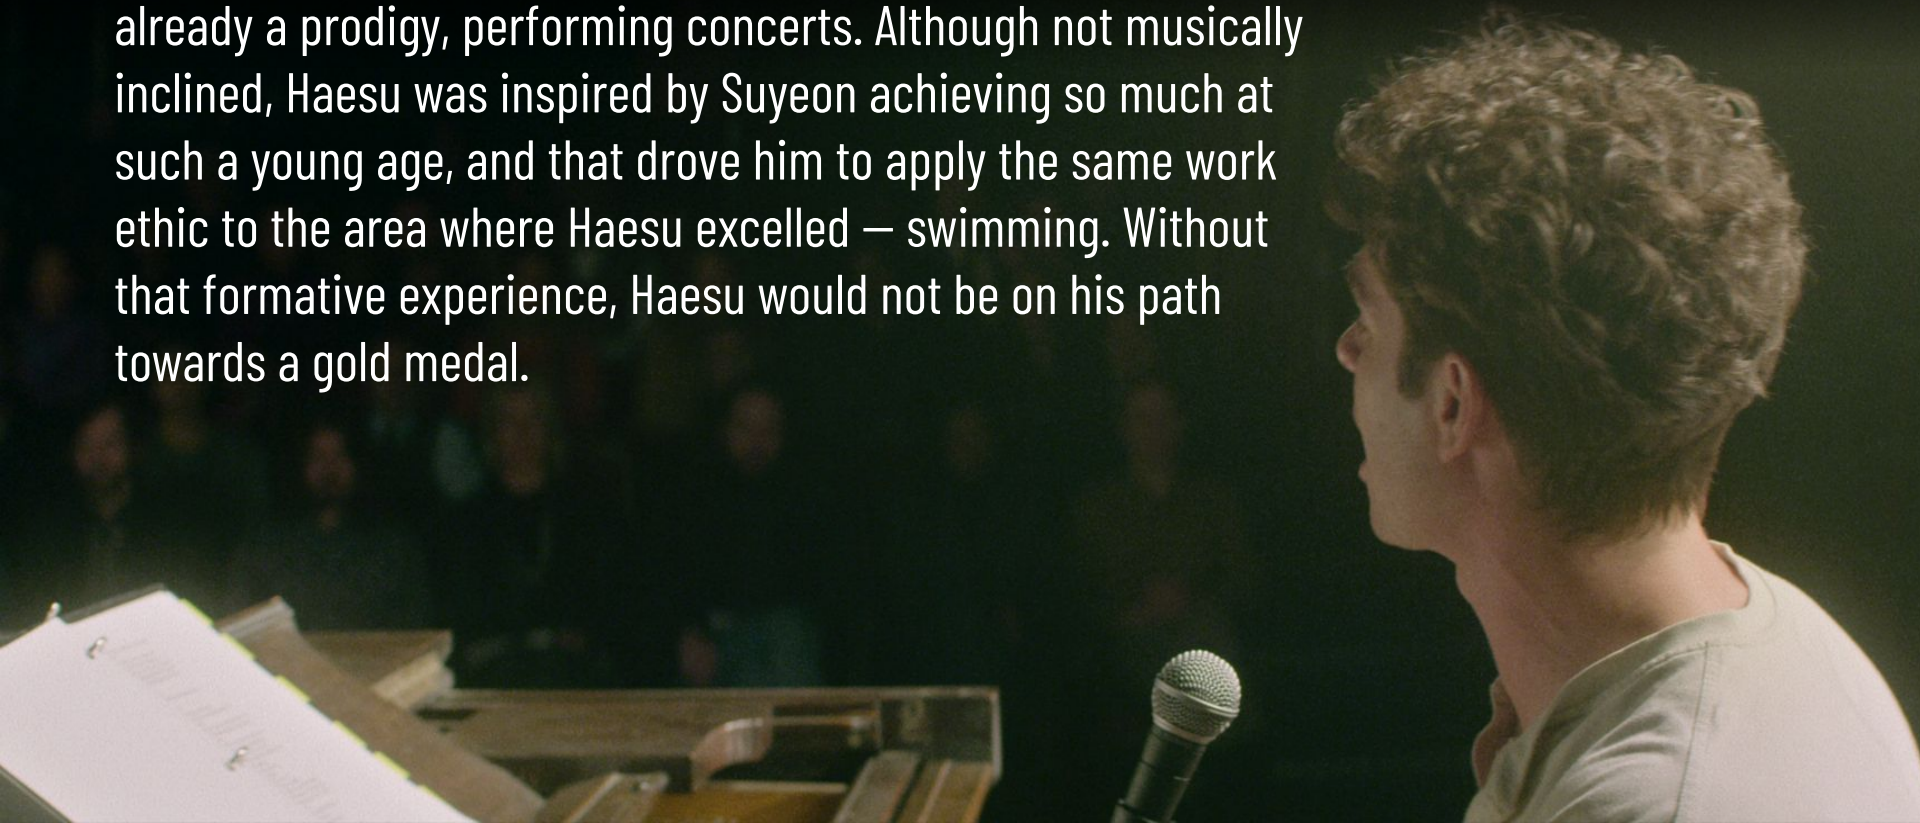 already a prodigy, performing concerts. Although not musically
inclined, Haesu was inspired by Suyeon achieving so much at
such a young age, and that drove him to apply the same work
ethic to the area where Haesu excelled — swimming. Without
that formative experience, Haesu would not be on his path
towards a gold medal.